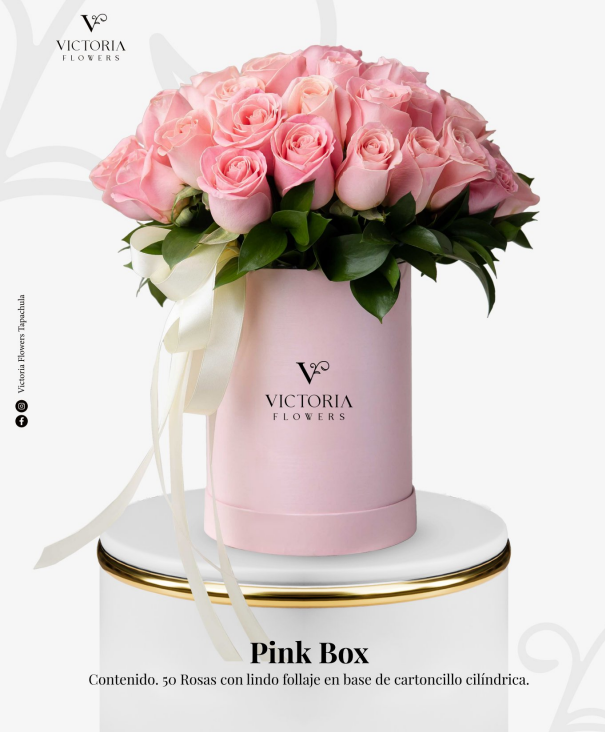 VICTORIA
FLOWERS
Victoria Flowers Tapachula
VICTORIA
FLOWERS
Pink Box
Contenido. 50 Rosas con lindo follaje en base de cartoncillo cilíndrica.